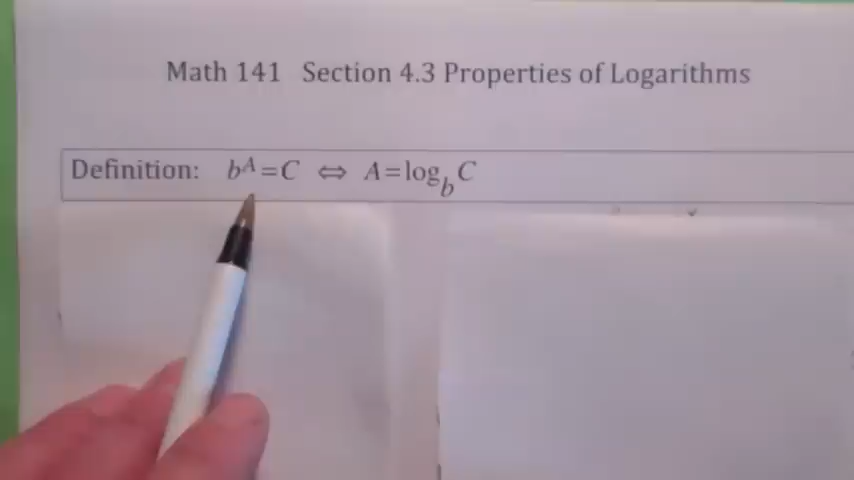 Math 141 Section 4.3 Properties of Logarithms
Definition: b^A=C ⇔ A=log_b C